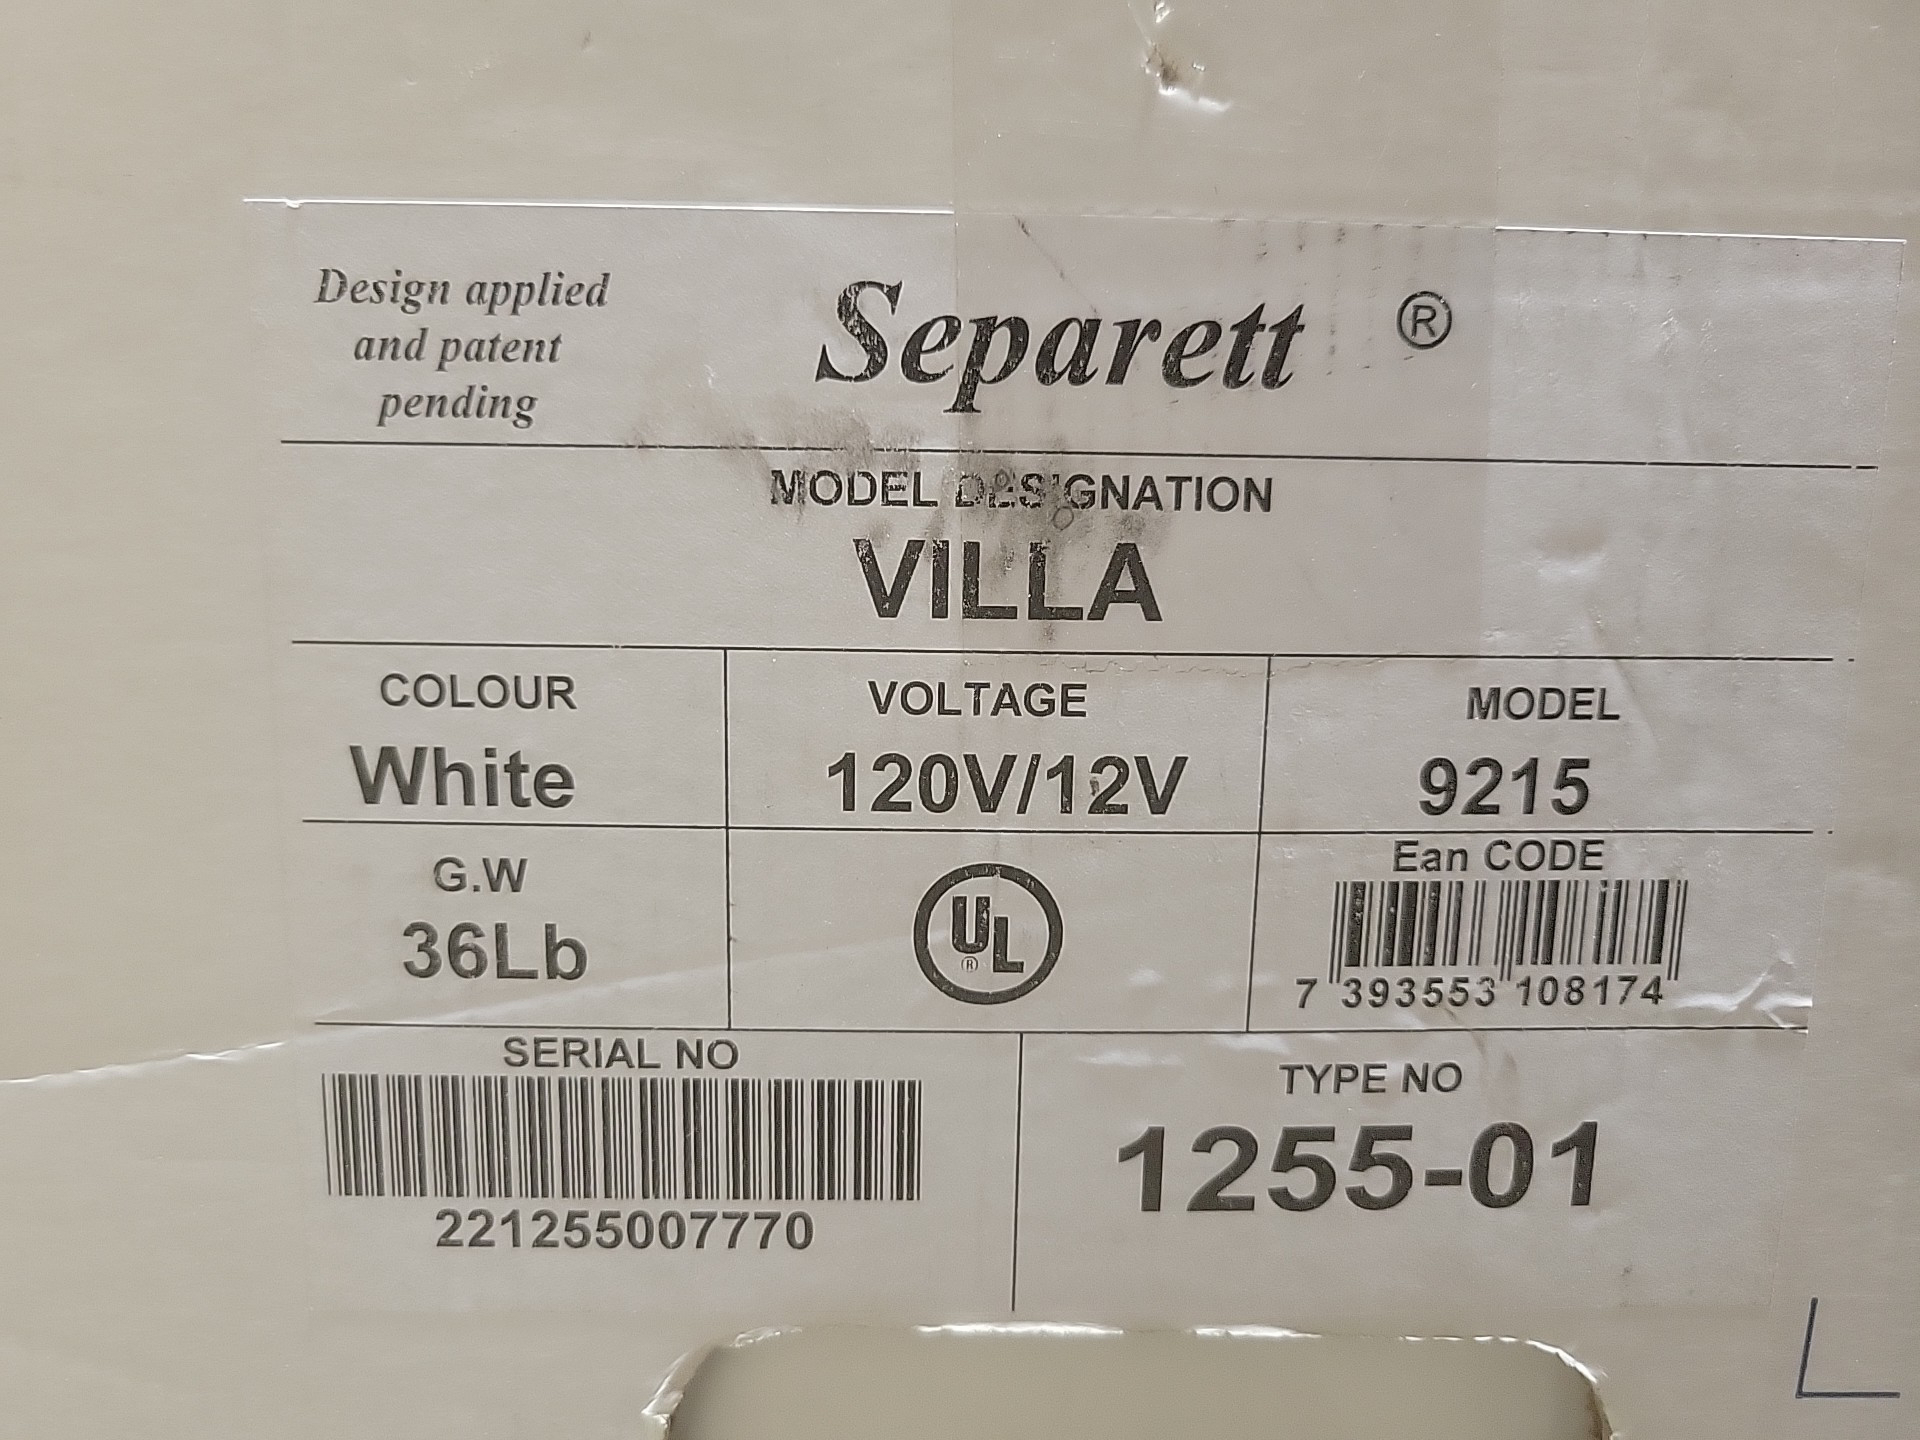 Design applied
and patent
pending
Separett ®
MODEL DESIGNATION
VILLA
COLOUR
White
VOLTAGE
120V/12V
MODEL
9215
G.W
36Lb
UL
®
Ean CODE
7 393553 108174
SERIAL NO
221255007770
TYPE NO
1255-01